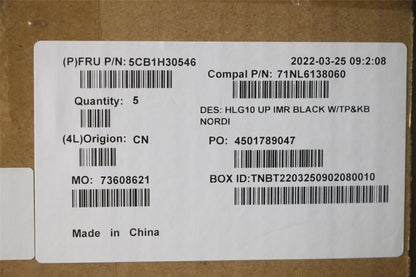 (P)FRU P/N: 5CB1H30546
2022-03-25 09:2:08
Compal P/N: 71NL6138060
Quantity: 5
DES: HLG10 UP IMR BLACK W/TP&KB
NORDI
(4L)Origion: CN
PO: 4501789047
MO: 73608621
BOX ID:TNBT2203250902080010
Made in China